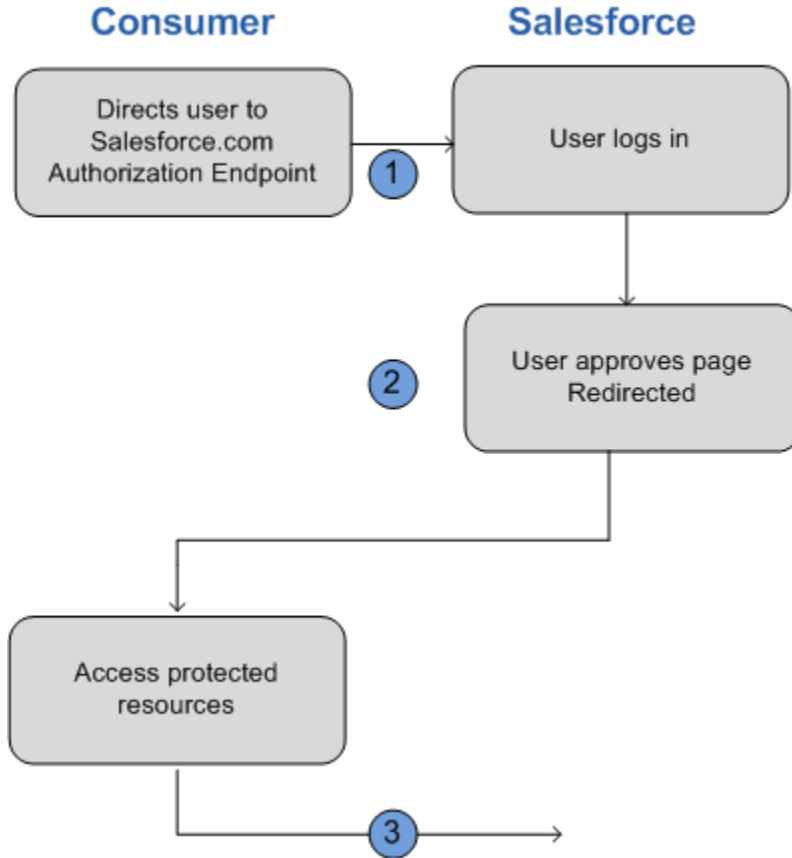 Consumer
Salesforce
Directs user to
Salesforce.com
Authorization Endpoint
1
User logs in
2
User approves page
Redirected
Access protected
resources
3